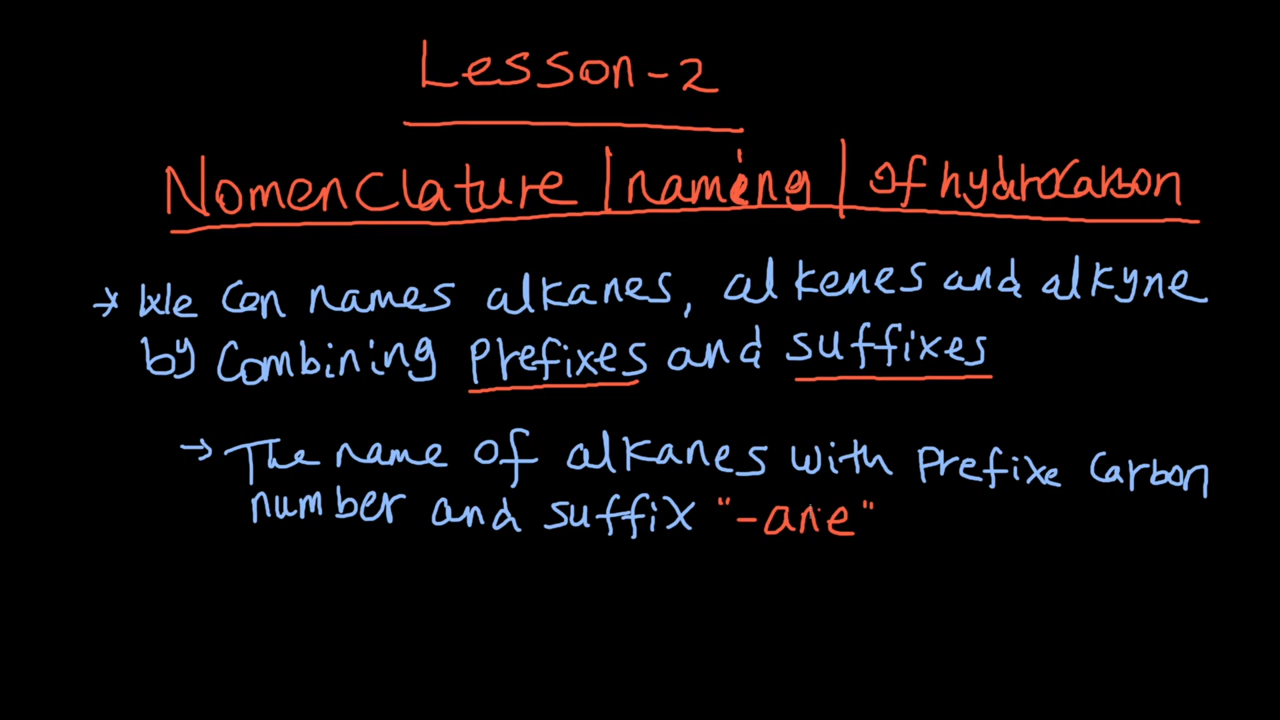 Lesson-2
Nomenclature |naming| of hydrocarbon
→ We can names alkanes, alkenes and alkyne
by combining prefixes and suffixes
→ The name of alkanes with prefixe carbon
number and suffix "-ane"